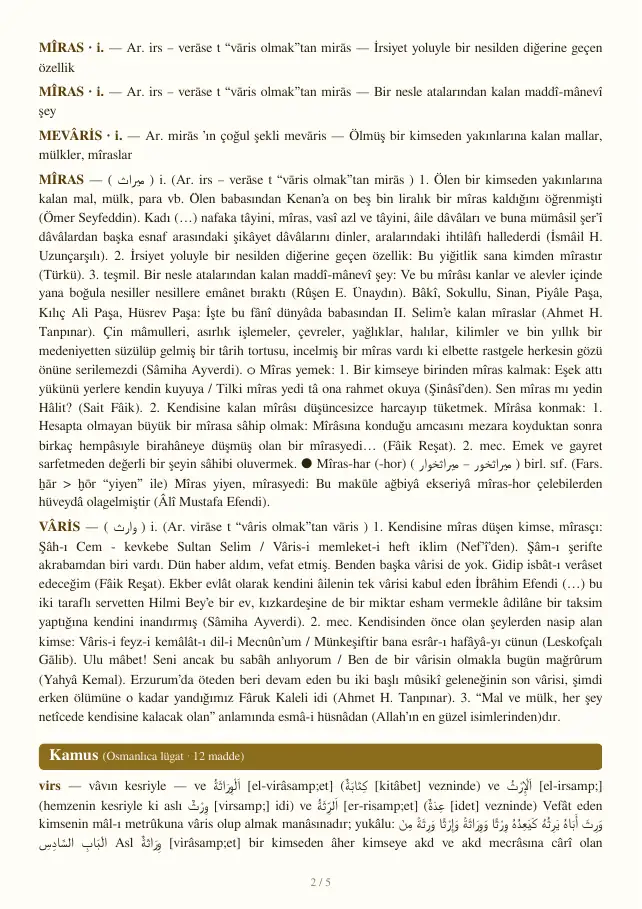 MÎRAS · i. — Ar. irs – verāse t “vāris olmak”tan mirās — İrsiyet yoluyle bir nesilden diğerine geçen
özellik
MÎRAS · i. — Ar. irs – verāse t “vāris olmak”tan mirās — Bir nesle atalarından kalan maddî-mânevî
şey
MEVÂRİS · i. — Ar. mirās ’ın çoğul şekli mevāris — Ölmüş bir kimseden yakınlarına kalan mallar,
mülkler, mîraslar
MÎRAS — ( ميراث ) i. (Ar. irs – verāse t “vāris olmak”tan mirās ) 1. Ölen bir kimseden yakınlarına
kalan mal, mülk, para vb. Ölen babasından Kenan’a on beş bin liralık bir mîras kaldığını öğrenmişti
(Ömer Seyfeddin). Kadı (…) nafaka tâyini, mîras, vasî azl ve tâyini, âile dâvâları ve buna mümâsil şer’î
dâvâlardan başka esnaf arasındaki şikâyet dâvâlarını dinler, aralarındaki ihtilâfı hallederdi (İsmâil H.
Uzunçarşılı). 2. İrsiyet yoluyle bir nesilden diğerine geçen özellik: Bu yiğitlik sana kimden mîrastır
(Türkü). 3. teşmil. Bir nesle atalarından kalan maddî-mânevî şey: Ve bu mîrâsı kanlar ve alevler içinde
yana boğula nesiller nesillere emânet bıraktı (Rûşen E. Ünaydın). Bâkî, Sokullu, Sinan, Piyâle Paşa,
Kılıç Ali Paşa, Hüsrev Paşa: İşte bu fânî dünyâda babasından II. Selim’e kalan mîraslar (Ahmet H.
Tanpınar). Çin mâmulleri, asırlık işlemeler, çevreler, yağlıklar, halılar, kilimler ve bin yıllık bir
medeniyetten süzülüp gelmiş bir târih tortusu, incelmiş bir mîras vardı ki elbette rastgele herkesin gözü
önüne serilemezdi (Sâmiha Ayverdi). ѻ Mîras yemek: 1. Bir kimseye birinden mîras kalmak: Eşek attı
yükünü yerlere kendin kuyuya / Tilki mîras yedi tâ ona rahmet okuya (Şinâsî’den). Sen mîras mı yedin
Hâlit? (Sait Fâik). 2. Kendisine kalan mîrâsı düşüncesizce harcayıp tüketmek. Mîrâsa konmak: 1.
Hesapta olmayan büyük bir mîrasa sâhip olmak: Mîrâsına konduğu amcasını mezara koyduktan sonra
birkaç hempâsıyle birahâneye düşmüş olan bir mîrasyedi… (Fâik Reşat). 2. mec. Emek ve gayret
sarfetmeden değerli bir şeyin sâhibi oluvermek. ● Mîras-har (-hor) ( ميراثخور – ميراثخوار ) birl. sıf. (Fars.
ḫār > ḫōr “yiyen” ile) Mîras yiyen, mîrasyedi: Bu maküle ağbiyâ ekseriyâ mîras-hor çelebilerden
hüveydâ olagelmiştir (Âlî Mustafa Efendi).
VÂRİS — ( وارث ) i. (Ar. virāse t “vāris olmak”tan vāris ) 1. Kendisine mîras düşen kimse, mîrasçı:
Şâh-ı Cem - kevkebe Sultan Selim / Vâris-i memleket-i heft iklim (Nef’î’den). Şâm-ı şerifte
akrabamdan biri vardı. Dün haber aldım, vefat etmiş. Benden başka vârisi de yok. Gidip isbât-ı verâset
edeceğim (Fâik Reşat). Ekber evlât olarak kendini âilenin tek vârisi kabul eden İbrâhim Efendi (…) bu
iki taraflı servetten Hilmi Bey’e bir ev, kızkardeşine de bir miktar esham vermekle âdilâne bir taksim
yaptığına kendini inandırmış (Sâmiha Ayverdi). 2. mec. Kendisinden önce olan şeylerden nasip alan
kimse: Vâris-i feyz-i kemâlât-ı dil-i Mecnûn’um / Münkeşiftir bana esrâr-ı hafâyâ-yı cünun (Leskofçalı
Gālib). Ulu mâbet! Seni ancak bu sabâh anlıyorum / Ben de bir vârisin olmakla bugün mağrûrum
(Yahyâ Kemal). Erzurum’da öteden beri devam eden bu iki başlı mûsikî geleneğinin son vârisi, şimdi
erken ölümüne o kadar yandığımız Fâruk Kaleli idi (Ahmet H. Tanpınar). 3. “Mal ve mülk, her şey
netîcede kendisine kalacak olan” anlamında esmâ-i hüsnâdan (Allah’ın en güzel isimlerinden)dır.
Kamus (Osmanlıca lügat · 12 madde)
virs — vâvın kesriyle — ve اَلْوِرَاثَةُ [el-virâsamp;et] (كِتَابَةٌ [kitâbet] vezninde) ve اَلْإِرْثُ [el-irsamp;]
(hemzenin kesriyle ki aslı وِرْثٌ [virsamp;] idi) ve اَلرِّثَةُ [er-risamp;et] (عِدَةٌ [idet] vezninde) Vefât eden
kimsenin mâl-ı metrûkuna vâris olup almak manâsınadır; yukâlu: وَرِثَ أَبَاهُ يَرِثُهُ كَيَعِدُهُ وِرْثًا وَوِرَاثَةً وَإِرْثًا وَرِثَةً مِنَ
الْبَابِ السَّادِسِ Asl وِرَاثَةٌ [virâsamp;et] bir kimseden âher kimseye akd ve akd mecrâsına cârî olan
2 / 5